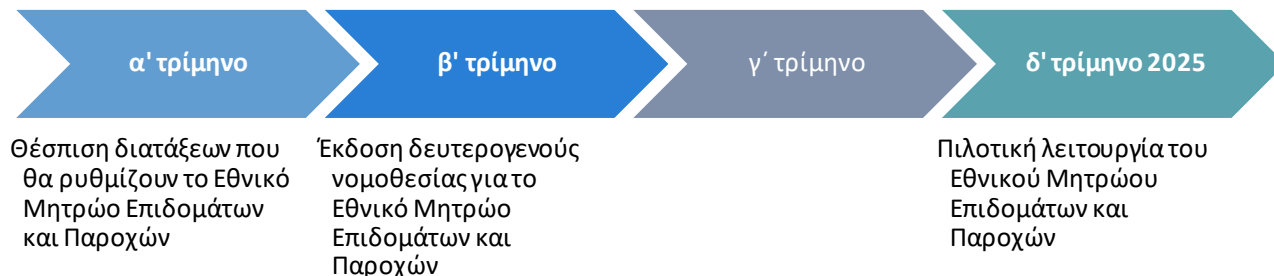 α' τρίμηνο
β' τρίμηνο
γ΄ τρίμηνο
δ' τρίμηνο 2025
Θέσπιση διατάξεων που
θα ρυθμίζουν το Εθνικό
Μητρώο Επιδομάτων
και Παροχών
Έκδοση δευτερογενούς
νομοθεσίας για το
Εθνικό Μητρώο
Επιδομάτων και
Παροχών
Πιλοτική λειτουργία του
Εθνικού Μητρώου
Επιδομάτων και
Παροχών